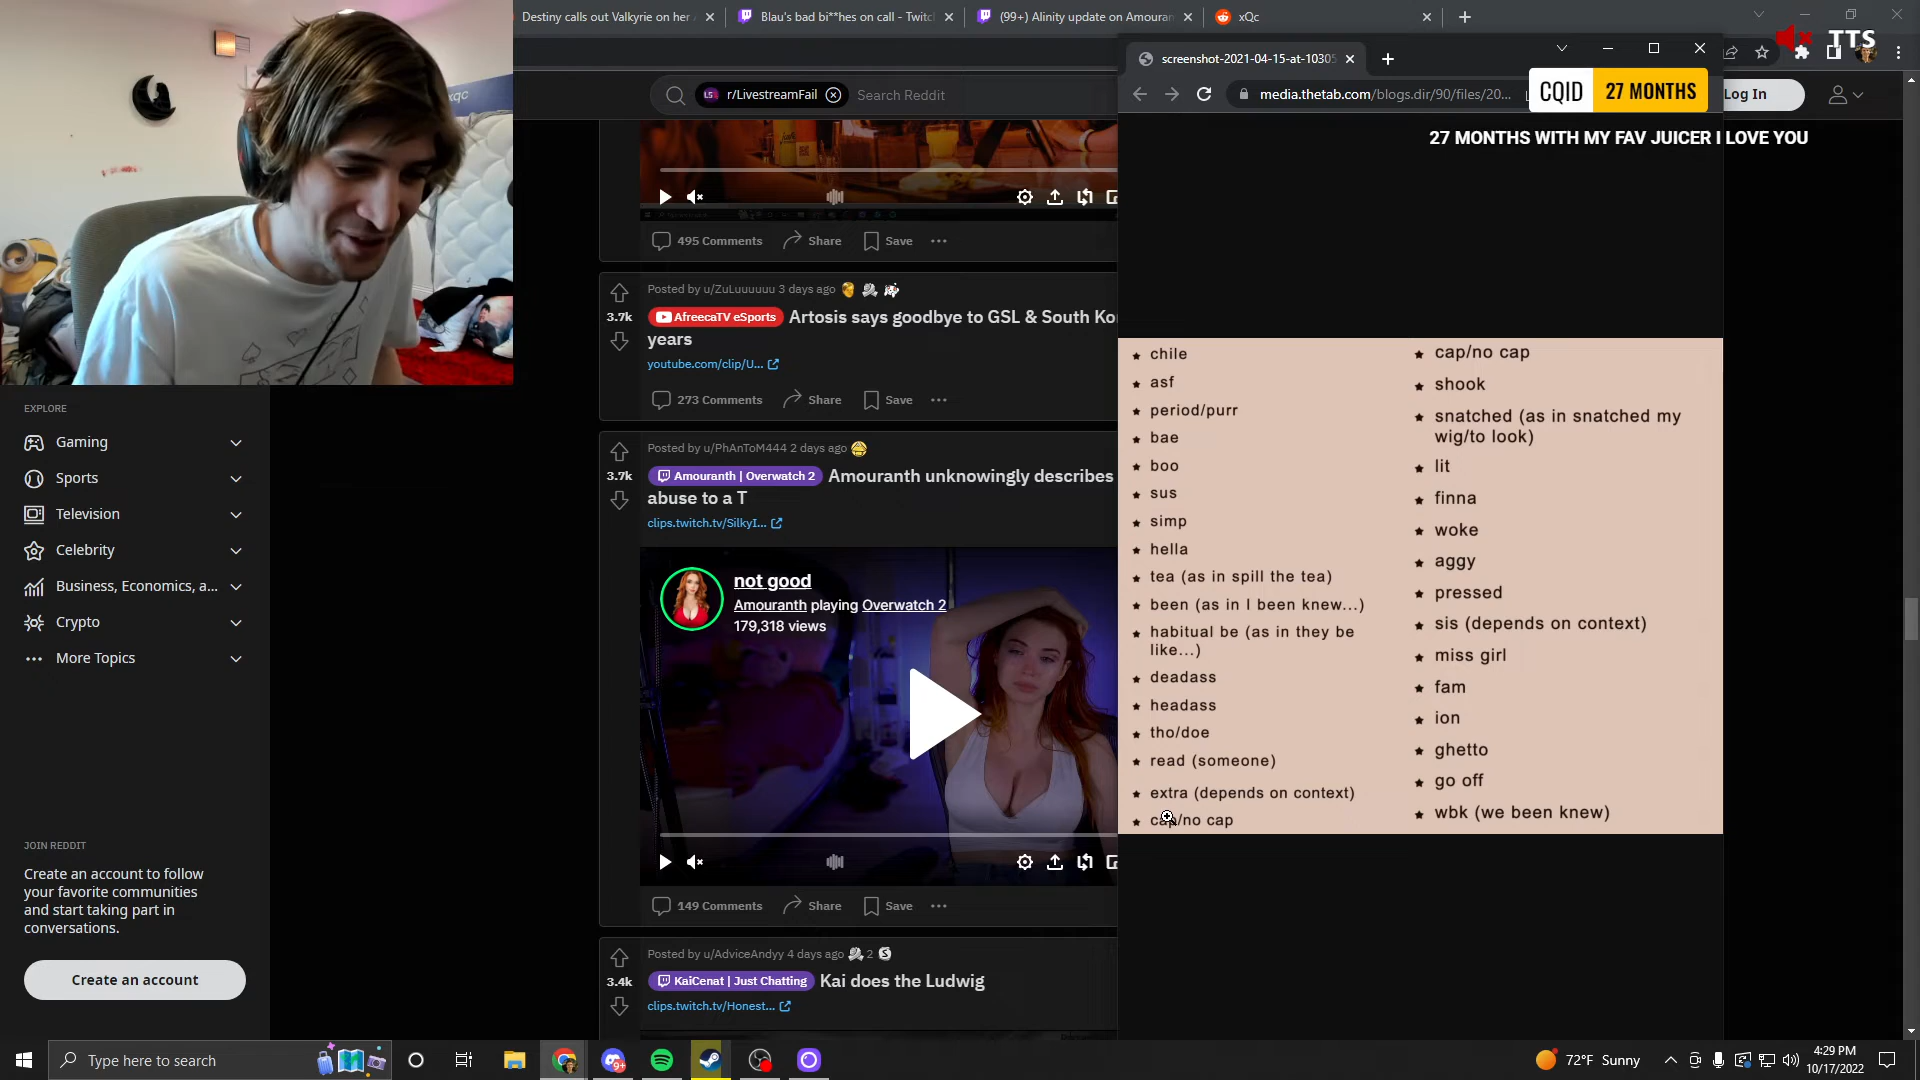 Destiny calls out Valkyrie on her
Blau's bad bi**hes on call - Twitc
(99+) Alinity update on Amouran
xQc
TTS
screenshot-2021-04-15-at-10305
media.thetab.com/blogs.dir/90/files/20...
CQID
27 MONTHS
Log In
27 MONTHS WITH MY FAV JUICER I LOVE YOU
r/LivestreamFail
Search Reddit
495 Comments
Share
Save
Posted by u/ZuLuuuuuu 3 days ago
3.7k
AfreecaTV eSports Artosis says goodbye to GSL & South Ko
years
youtube.com/clip/U...
273 Comments
Share
Save
Posted by u/PhAnToM444 2 days ago
3.7k
Amouranth | Overwatch 2 Amouranth unknowingly describes
abuse to a T
clips.twitch.tv/SilkyI...
not good
Amouranth playing Overwatch 2
179,318 views
149 Comments
Share
Save
Posted by u/AdviceAndyy 4 days ago 2
3.4k
KaiCenat | Just Chatting Kai does the Ludwig
clips.twitch.tv/Honest...
EXPLORE
Gaming
Sports
Television
Celebrity
Business, Economics, a...
Crypto
More Topics
JOIN REDDIT
Create an account to follow
your favorite communities
and start taking part in
conversations.
Create an account
chile
asf
period/purr
bae
boo
sus
simp
hella
tea (as in spill the tea)
been (as in I been knew...)
habitual be (as in they be
like...)
deadass
headass
tho/doe
read (someone)
extra (depends on context)
cap/no cap
cap/no cap
shook
snatched (as in snatched my
wig/to look)
lit
finna
woke
aggy
pressed
sis (depends on context)
miss girl
fam
ion
ghetto
go off
wbk (we been knew)
Type here to search
72°F Sunny
4:29 PM
10/17/2022